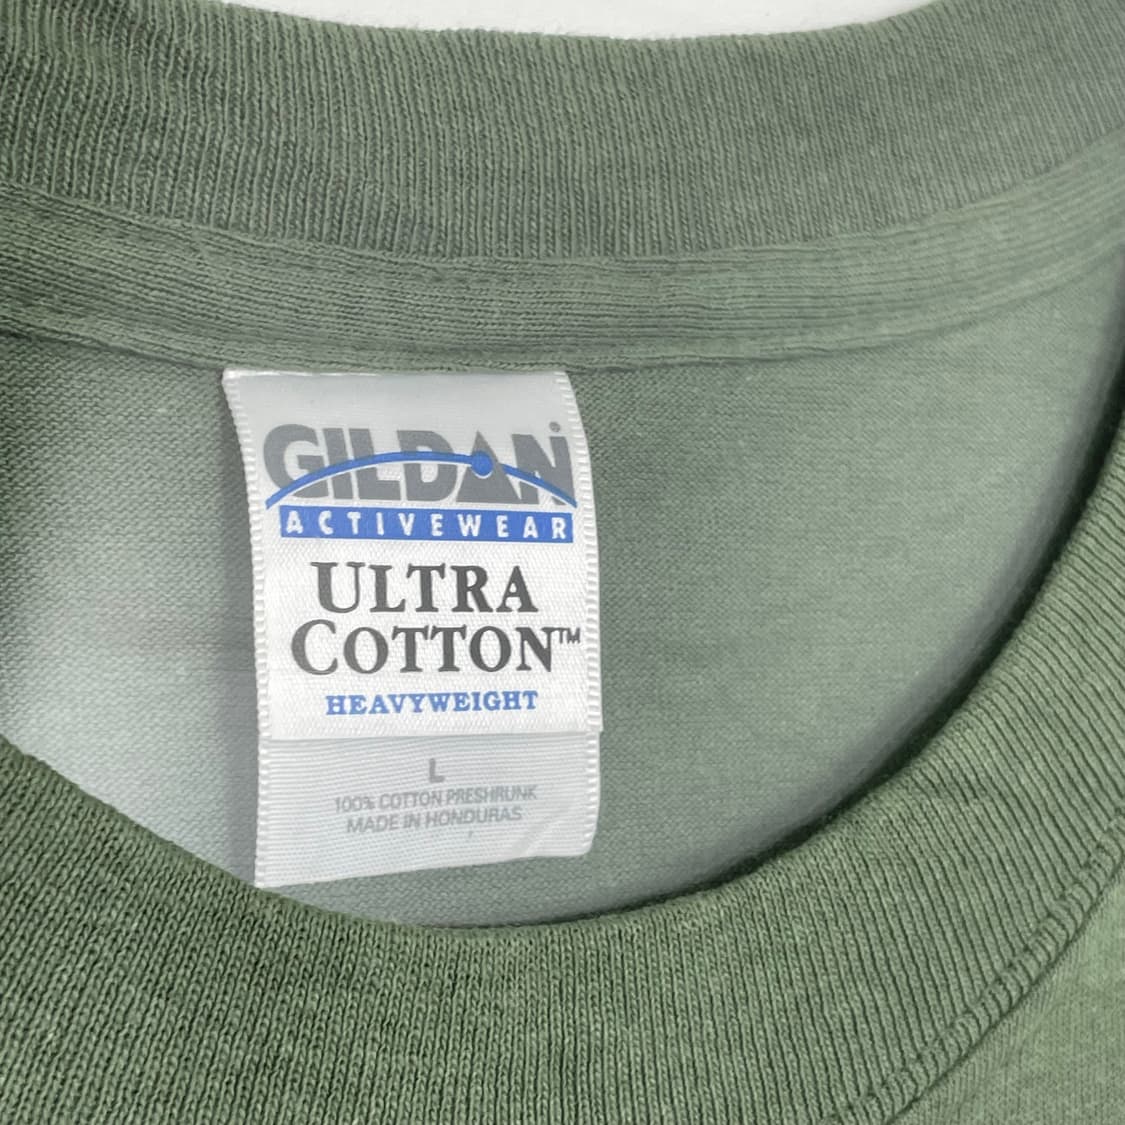 GILDAN®
ACTIVEWEAR
ULTRA
COTTON™
HEAVYWEIGHT
L
100% COTTON PRESHRUNK
MADE IN HONDURAS